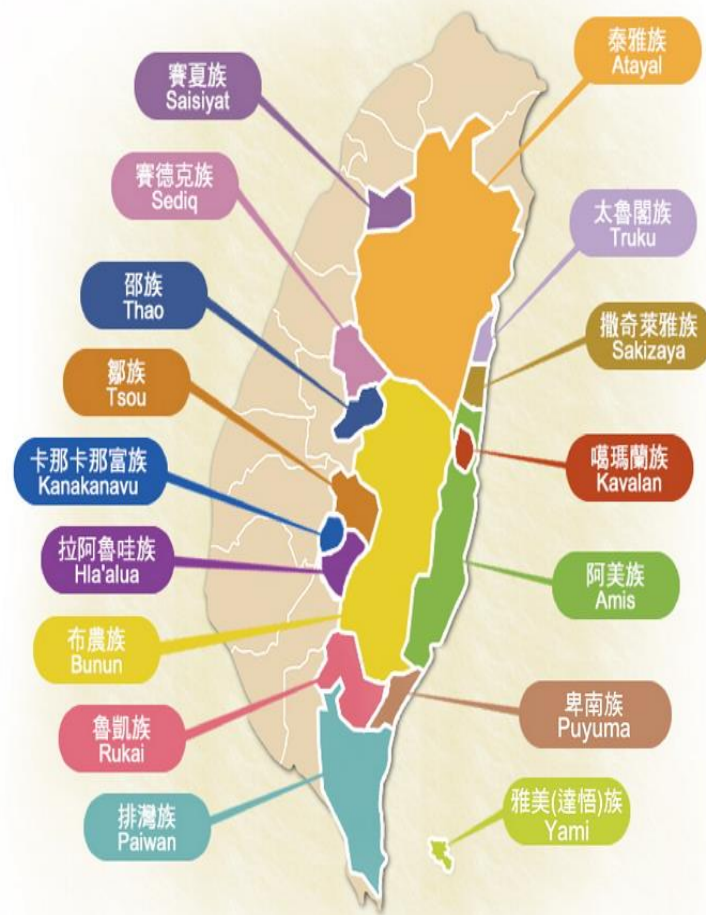 賽夏族
Saisiyat
賽德克族
Sediq
邵族
Thao
鄒族
Tsou
卡那卡那富族
Kanakanavu
拉阿魯哇族
Hla'alua
布農族
Bunun
魯凱族
Rukai
排灣族
Paiwan
泰雅族
Atayal
太魯閣族
Truku
撒奇萊雅族
Sakizaya
噶瑪蘭族
Kavalan
阿美族
Amis
卑南族
Puyuma
雅美(達悟)族
Yami